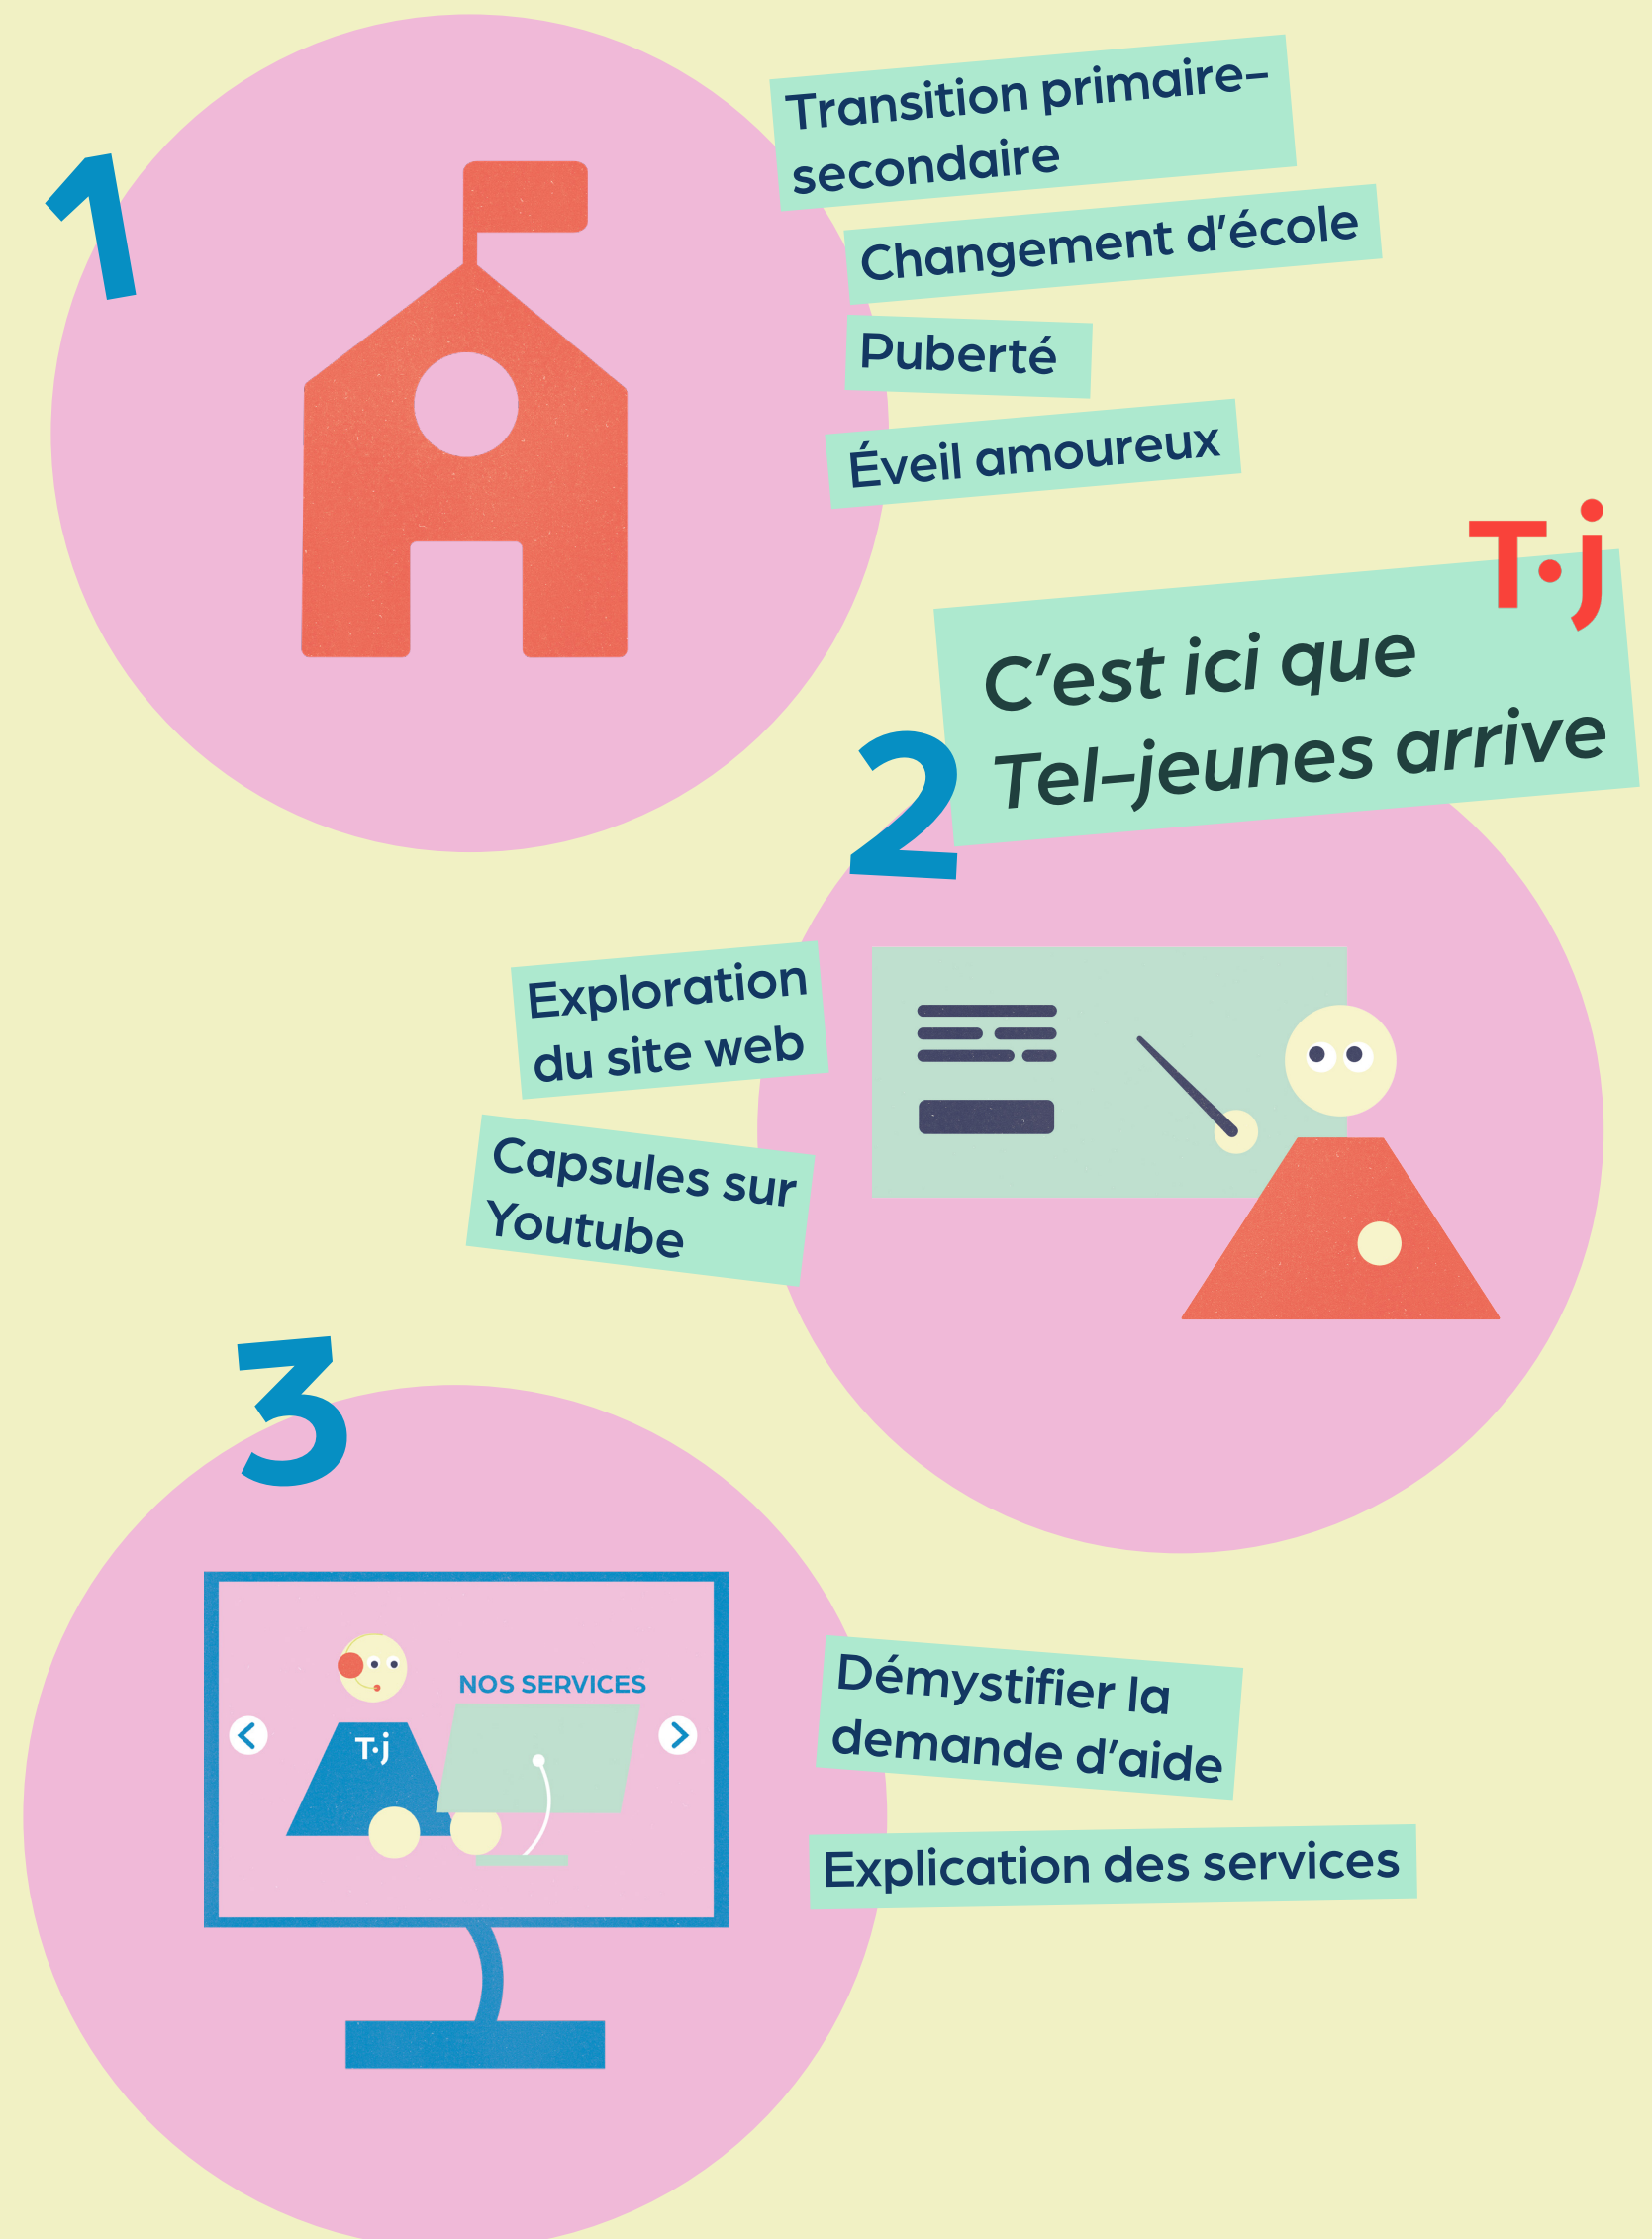 1
Transition primaire-
secondaire
Changement d'école
Puberté
Éveil amoureux
T·j
C'est ici que
Tel-jeunes arrive
2
Exploration
du site web
Capsules sur
Youtube
3
NOS SERVICES
T·j
Démystifier la
demande d'aide
Explication des services